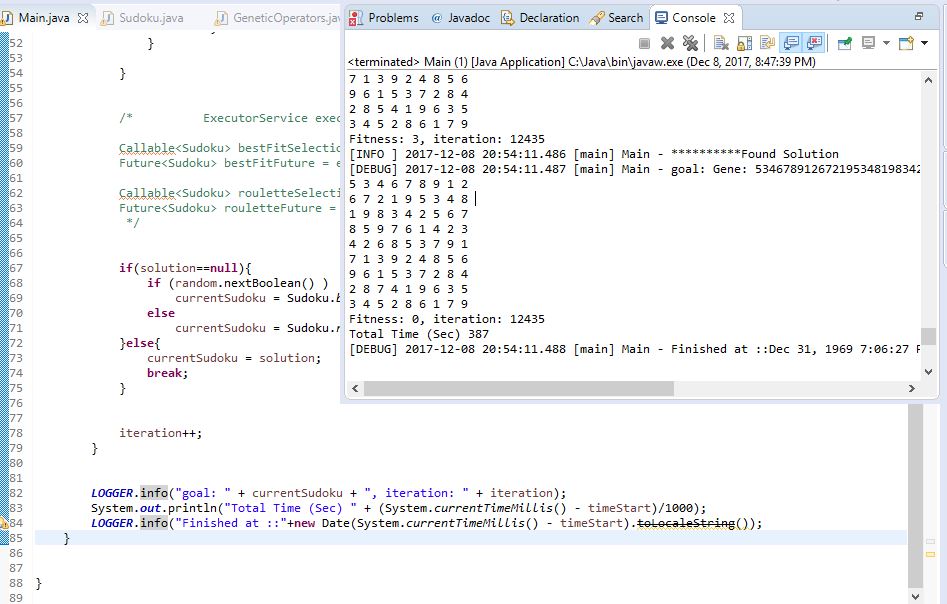 Main.java
Sudoku.java
GeneticOperators.jav
Problems
@ Javadoc
Declaration
Search
Console
<terminated> Main (1) [Java Application] C:\Java\bin\javaw.exe (Dec 8, 2017, 8:47:39 PM)
7 1 3 9 2 4 8 5 6
9 6 1 5 3 7 2 8 4
2 8 5 4 1 9 6 3 5
3 4 5 2 8 6 1 7 9
Fitness: 3, iteration: 12435
[INFO ] 2017-12-08 20:54:11.486 [main] Main - **********Found Solution
[DEBUG] 2017-12-08 20:54:11.487 [main] Main - goal: Gene: 534678912672195348198342
5 3 4 6 7 8 9 1 2
6 7 2 1 9 5 3 4 8
1 9 8 3 4 2 5 6 7
8 5 9 7 6 1 4 2 3
4 2 6 8 5 3 7 9 1
7 1 3 9 2 4 8 5 6
9 6 1 5 3 7 2 8 4
2 8 7 4 1 9 6 3 5
3 4 5 2 8 6 1 7 9
Fitness: 0, iteration: 12435
Total Time (Sec) 387
[DEBUG] 2017-12-08 20:54:11.488 [main] Main - Finished at ::Dec 31, 1969 7:06:27 P
52 }
53
54 }
55
56
57 /* ExecutorService exec
58
59 Callable<Sudoku> bestFitSelectio
60 Future<Sudoku> bestFitFuture = e
61
62 Callable<Sudoku> rouletteSelecti
63 Future<Sudoku> rouletteFuture =
64 */
65
66
67 if(solution==null){
68 if (random.nextBoolean() )
69 currentSudoku = Sudoku.b
70 else
71 currentSudoku = Sudoku.r
72 }else{
73 currentSudoku = solution;
74 break;
75 }
76
77
78 iteration++;
79 }
80
81
82 LOGGER.info("goal: " + currentSudoku + ", iteration: " + iteration);
83 System.out.println("Total Time (Sec) " + (System.currentTimeMillis() - timeStart)/1000);
84 LOGGER.info("Finished at ::"+new Date(System.currentTimeMillis() - timeStart).toLocaleString());
85 }
86
87
88 }
89